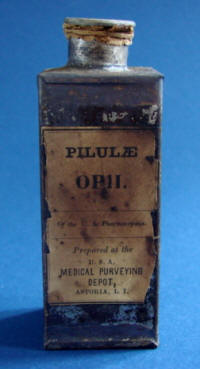 PILULÆ
OPII.
Of the U. S. Pharmacopœia.
Prepared at the
U. S. A.
MEDICAL PURVEYING
DEPOT,
ASTORIA, L. I.